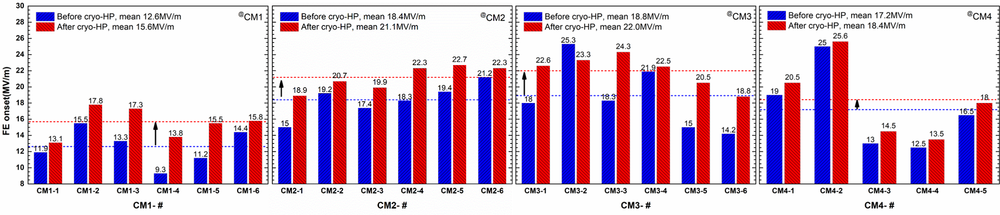 FE onset(MV/m)
30
28
26
24
22
20
18
16
14
12
10
8
Before cryo-HP, mean 12.6MV/m
After cryo-HP, mean 15.6MV/m
@CM1
11.9 13.1 15.5 17.8 13.3 17.3 9.3 13.8 11.2 15.5 14.4 15.8
CM1-1 CM1-2 CM1-3 CM1-4 CM1-5 CM1-6
CM1- #
Before cryo-HP, mean 18.4MV/m
After cryo-HP, mean 21.1MV/m
@CM2
15 18.9 19.2 20.7 17.4 19.9 18.3 22.3 19.4 22.7 21.2 22.3
CM2-1 CM2-2 CM2-3 CM2-4 CM2-5 CM2-6
CM2- #
Before cryo-HP, mean 18.8MV/m
After cryo-HP, mean 22.0MV/m
@CM3
18 22.6 25.3 23.3 18.3 24.3 21.9 22.5 15 20.5 14.2 18.8
CM3-1 CM3-2 CM3-3 CM3-4 CM3-5 CM3-6
CM3- #
Before cryo-HP, mean 17.2MV/m
After cryo-HP, mean 18.4MV/m
@CM4
19 20.5 25 25.6 13 14.5 12.5 13.5 16.5 18
CM4-1 CM4-2 CM4-3 CM4-4 CM4-5
CM4- #